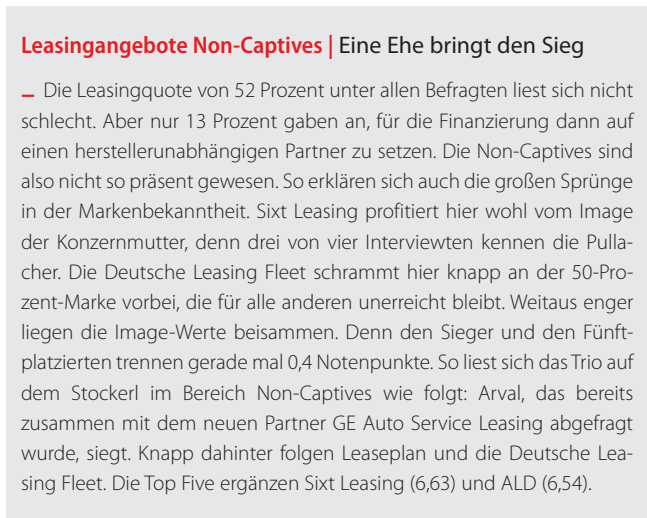 Leasingangebote Non-Captives | Eine Ehe bringt den Sieg
_ Die Leasingquote von 52 Prozent unter allen Befragten liest sich nicht
schlecht. Aber nur 13 Prozent gaben an, für die Finanzierung dann auf
einen herstellerunabhängigen Partner zu setzen. Die Non-Captives sind
also nicht so präsent gewesen. So erklären sich auch die großen Sprünge
in der Markenbekanntheit. Sixt Leasing profitiert hier wohl vom Image
der Konzernmutter, denn drei von vier Interviewten kennen die Pulla-
cher. Die Deutsche Leasing Fleet schrammt hier knapp an der 50-Pro-
zent-Marke vorbei, die für alle anderen unerreicht bleibt. Weitaus enger
liegen die Image-Werte beisammen. Denn den Sieger und den Fünft-
platzierten trennen gerade mal 0,4 Notenpunkte. So liest sich das Trio auf
dem Stockerl im Bereich Non-Captives wie folgt: Arval, das bereits
zusammen mit dem neuen Partner GE Auto Service Leasing abgefragt
wurde, siegt. Knapp dahinter folgen Leaseplan und die Deutsche Lea-
sing Fleet. Die Top Five ergänzen Sixt Leasing (6,63) und ALD (6,54).